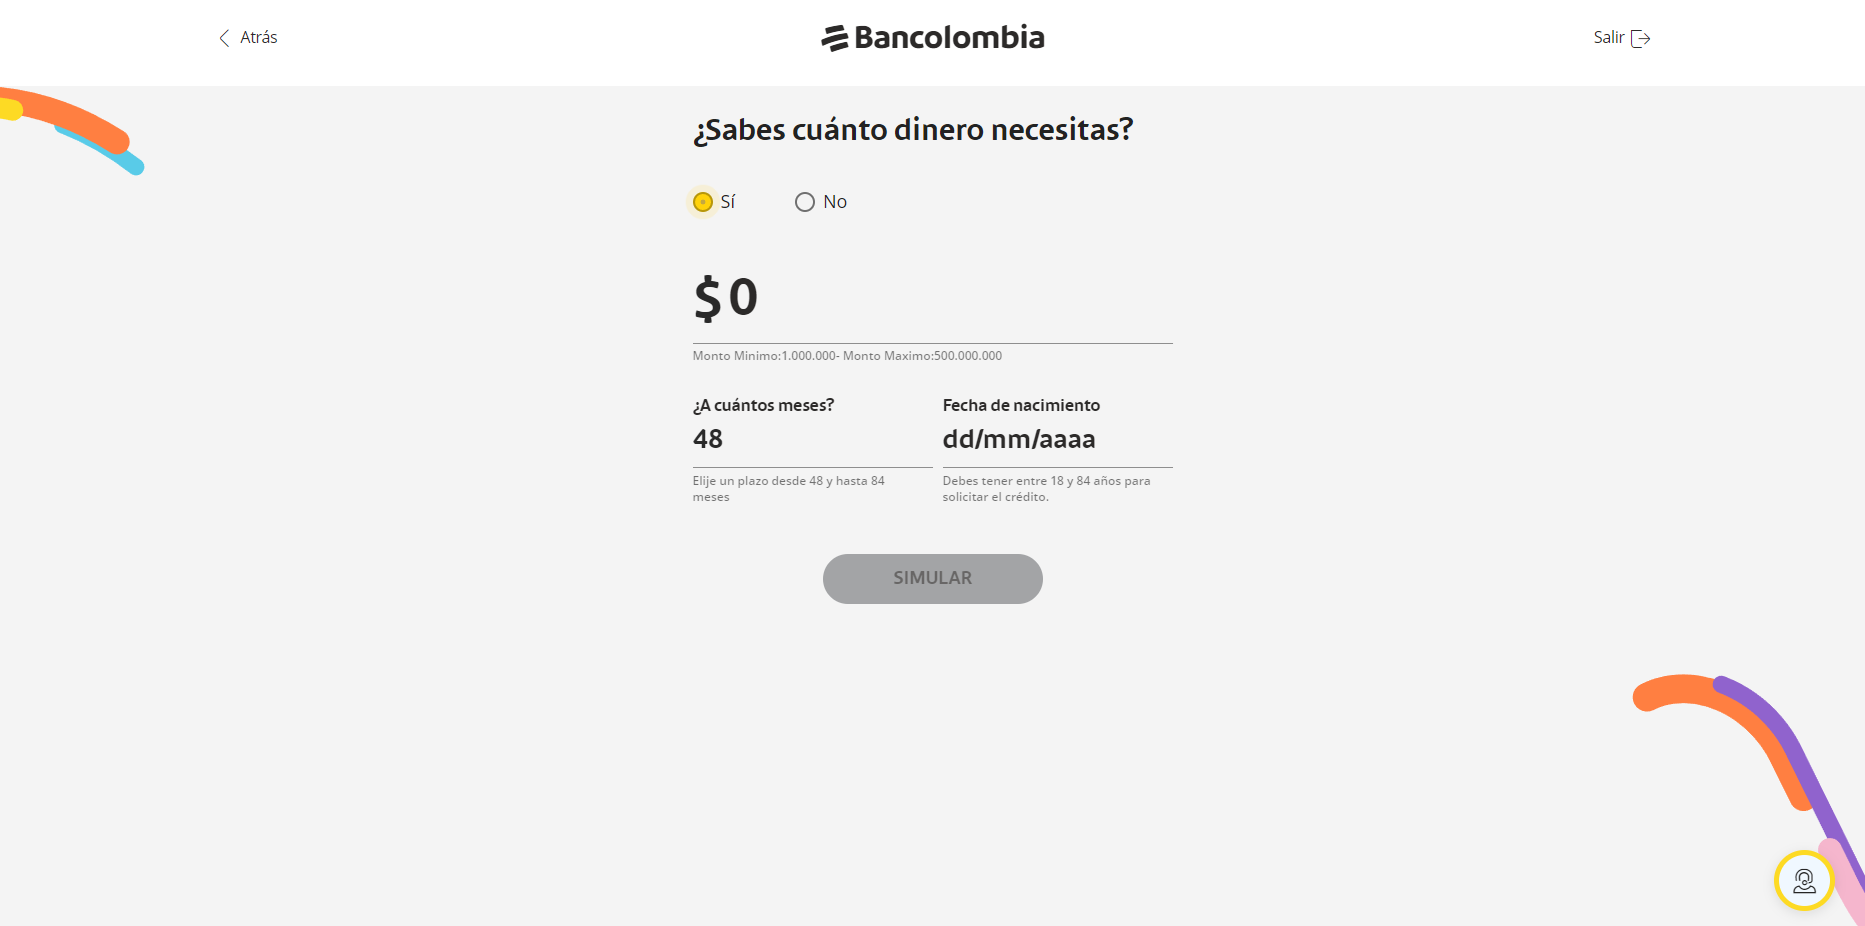 Atrás
Bancolombia
Salir
¿Sabes cuánto dinero necesitas?
Sí
No
$ 0
Monto Minimo:1.000.000- Monto Maximo:500.000.000
¿A cuántos meses?
48
Elije un plazo desde 48 y hasta 84
meses
Fecha de nacimiento
dd/mm/aaaa
Debes tener entre 18 y 84 años para
solicitar el crédito.
SIMULAR